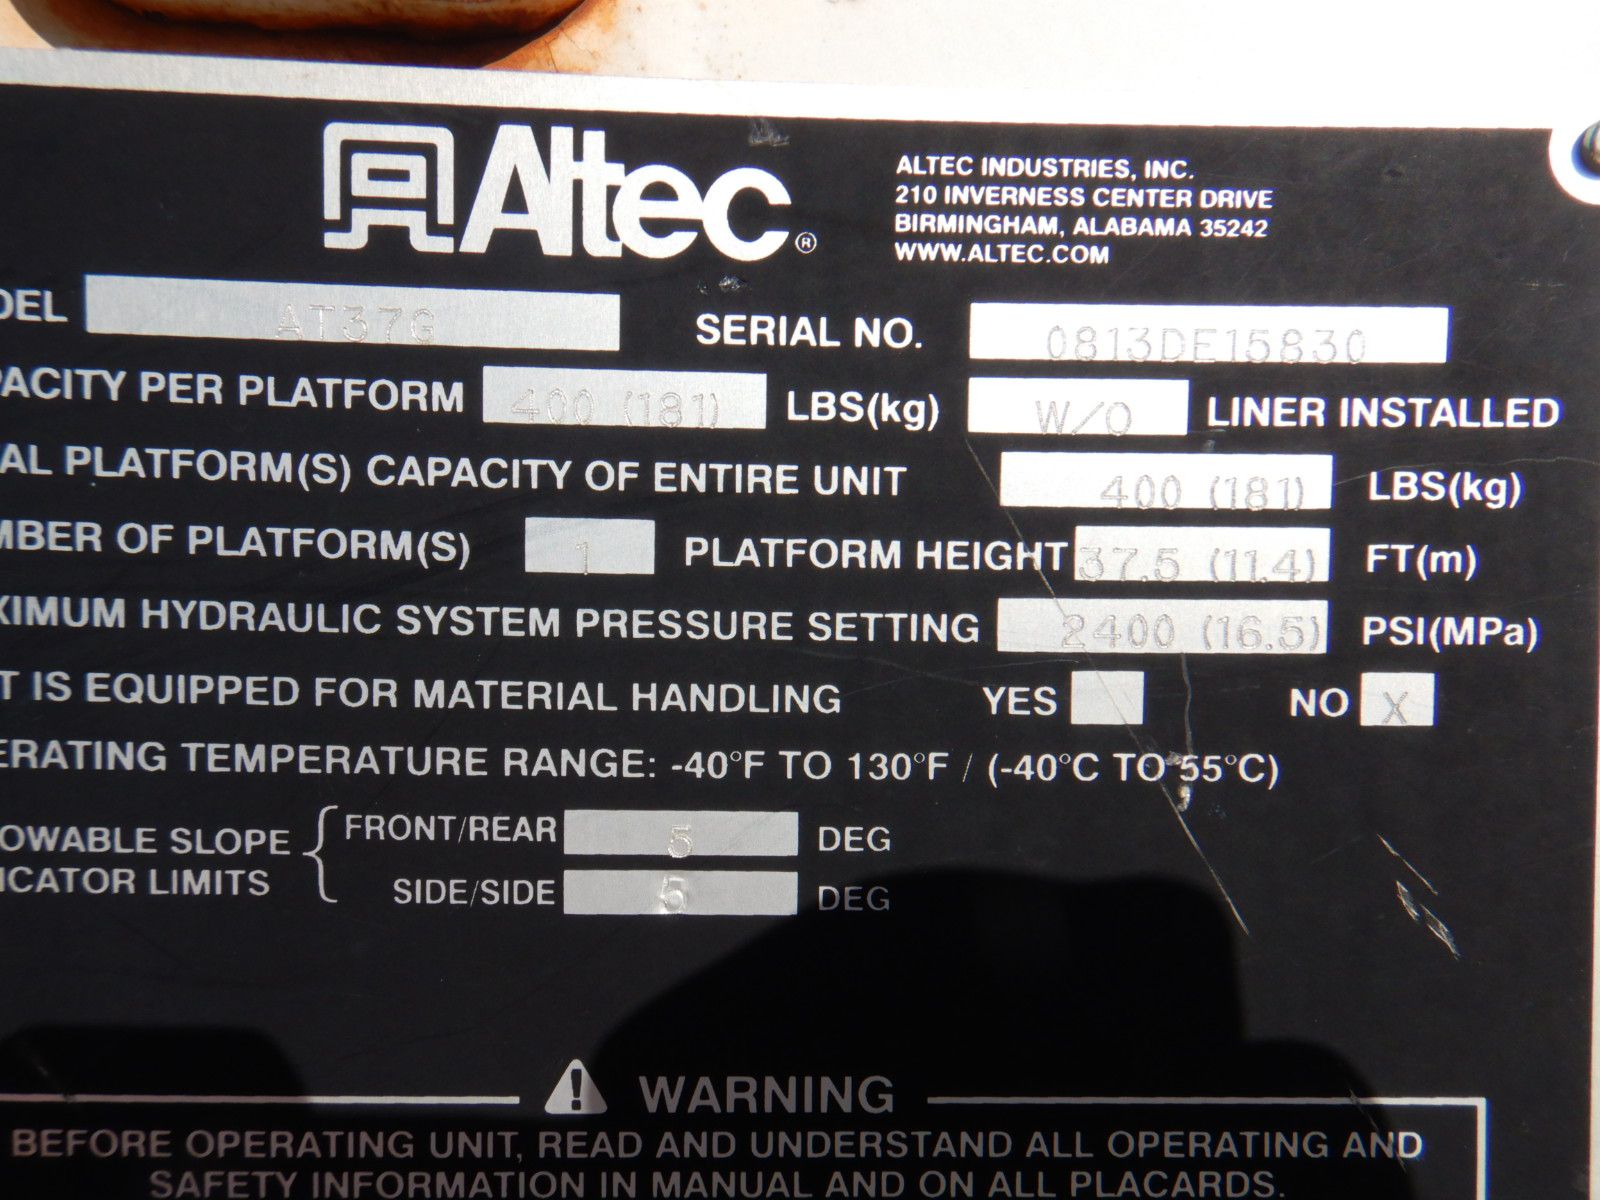 Altec®
ALTEC INDUSTRIES, INC.
210 INVERNESS CENTER DRIVE
BIRMINGHAM, ALABAMA 35242
WWW.ALTEC.COM
DEL AT37G SERIAL NO. 0813DE15830
PACITY PER PLATFORM 400 (181) LBS(kg) W/O LINER INSTALLED
AL PLATFORM(S) CAPACITY OF ENTIRE UNIT 400 (181) LBS(kg)
MBER OF PLATFORM(S) 1 PLATFORM HEIGHT 37.5 (11.4) FT(m)
XIMUM HYDRAULIC SYSTEM PRESSURE SETTING 2400 (16.5) PSI(MPa)
T IS EQUIPPED FOR MATERIAL HANDLING YES NO X
ERATING TEMPERATURE RANGE: -40°F TO 130°F / (-40°C TO 55°C)
OWABLE SLOPE FRONT/REAR 5 DEG
ICATOR LIMITS SIDE/SIDE 5 DEG
! WARNING
BEFORE OPERATING UNIT, READ AND UNDERSTAND ALL OPERATING AND
SAFETY INFORMATION IN MANUAL AND ON ALL PLACARDS.